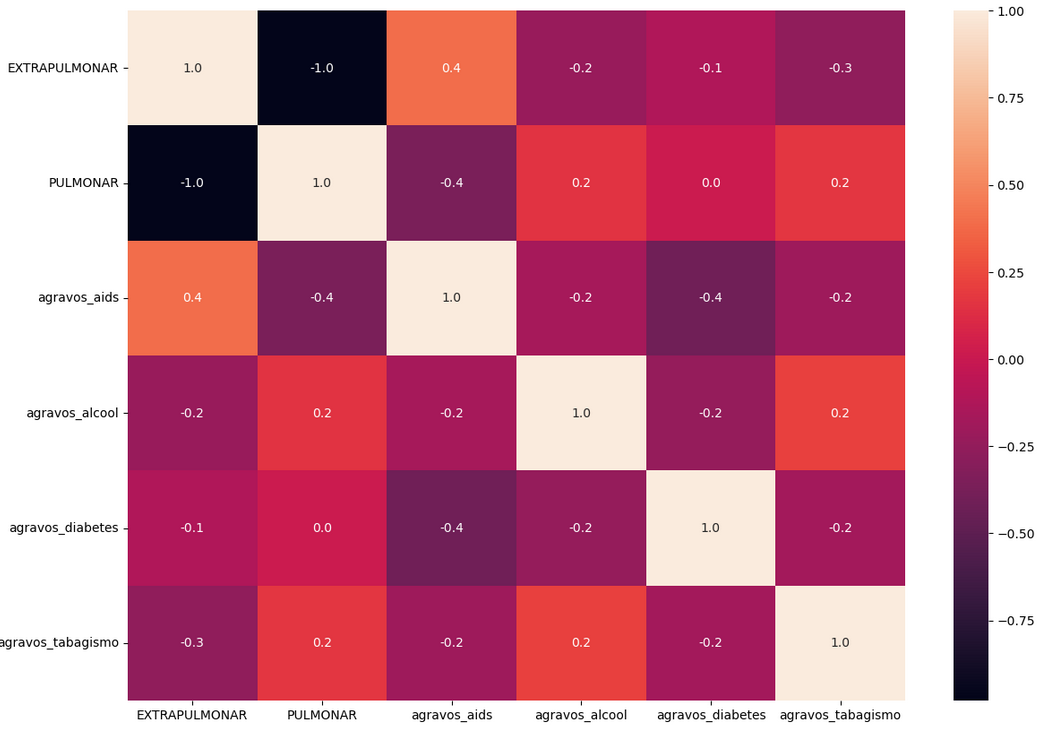 1.00
EXTRAPULMONAR 1.0 -1.0 0.4 -0.2 -0.1 -0.3
0.75
PULMONAR -1.0 1.0 -0.4 0.2 0.0 0.2
0.50
agravos_aids 0.4 -0.4 1.0 -0.2 -0.4 -0.2
0.25
0.00
agravos_alcool -0.2 0.2 -0.2 1.0 -0.2 0.2
−0.25
agravos_diabetes -0.1 0.0 -0.4 -0.2 1.0 -0.2
−0.50
agravos_tabagismo -0.3 0.2 -0.2 0.2 -0.2 1.0
−0.75
EXTRAPULMONAR PULMONAR agravos_aids agravos_alcool agravos_diabetes agravos_tabagismo